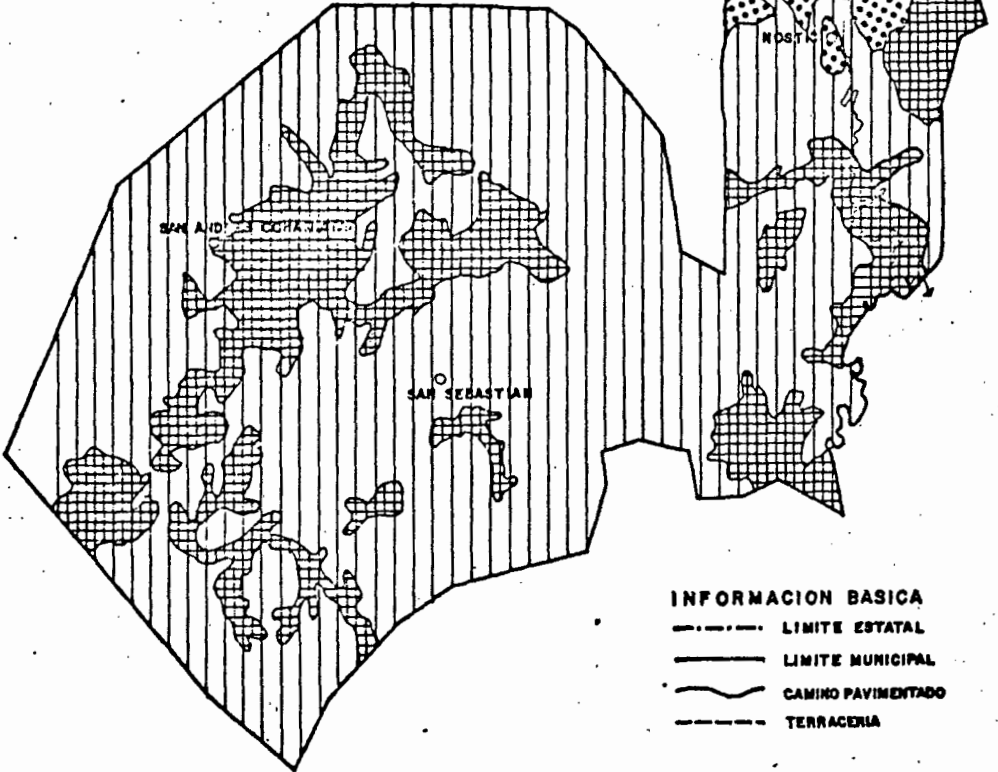 SAN SEBASTIAN
INFORMACION BASICA
LIMITE ESTATAL
LIMITE MUNICIPAL
CAMINO PAVIMENTADO
TERRACERIA